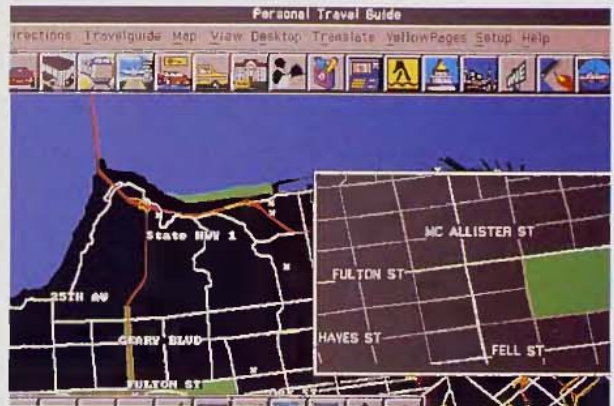 Personal Travel Guide
irections Travelguide Map View Desktop Translate YellowPages Setup Help
State HWY 1
MC ALLISTER ST
FULTON ST
25TH AV
GEARY BLVD
HAYES ST
FELL ST
FULTON ST